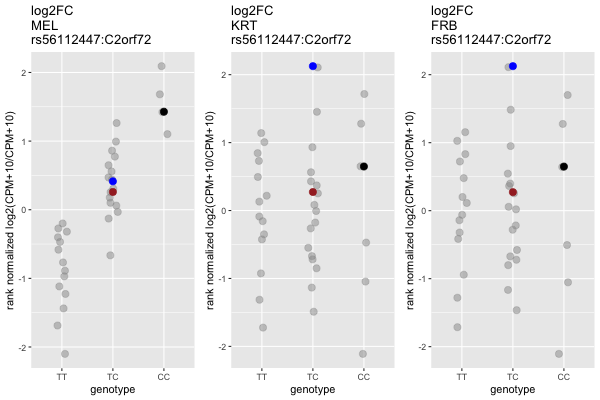 log2FC
MEL
rs56112447:C2orf72
rank normalized log2(CPM+10/CPM+10)
2
1
0
-1
-2
TT
TC
CC
genotype
log2FC
KRT
rs56112447:C2orf72
rank normalized log2(CPM+10/CPM+10)
2
1
0
-1
-2
TT
TC
CC
genotype
log2FC
FRB
rs56112447:C2orf72
rank normalized log2(CPM+10/CPM+10)
2
1
0
-1
-2
TT
TC
CC
genotype